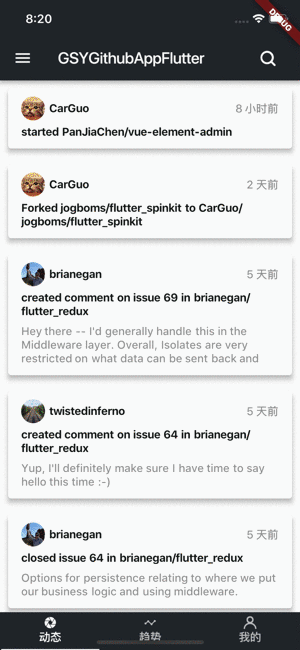 8:20
DEBUG
GSYGithubAppFlutter
CarGuo 8 小时前
started PanJiaChen/vue-element-admin
CarGuo 2 天前
Forked jogboms/flutter_spinkit to CarGuo/
jogboms/flutter_spinkit
brianegan 5 天前
created comment on issue 69 in brianegan/
flutter_redux
Hey there -- I'd generally handle this in the
Middleware layer. Overall, Isolates are very
restricted on what data can be sent back and
twistedinferno 5 天前
created comment on issue 64 in brianegan/
flutter_redux
Yup, I'll definitely make sure I have time to say
hello this time :-)
brianegan 5 天前
closed issue 64 in brianegan/flutter_redux
Options for persistence relating to where we put
our business logic and using middleware.
动态 趋势 我的